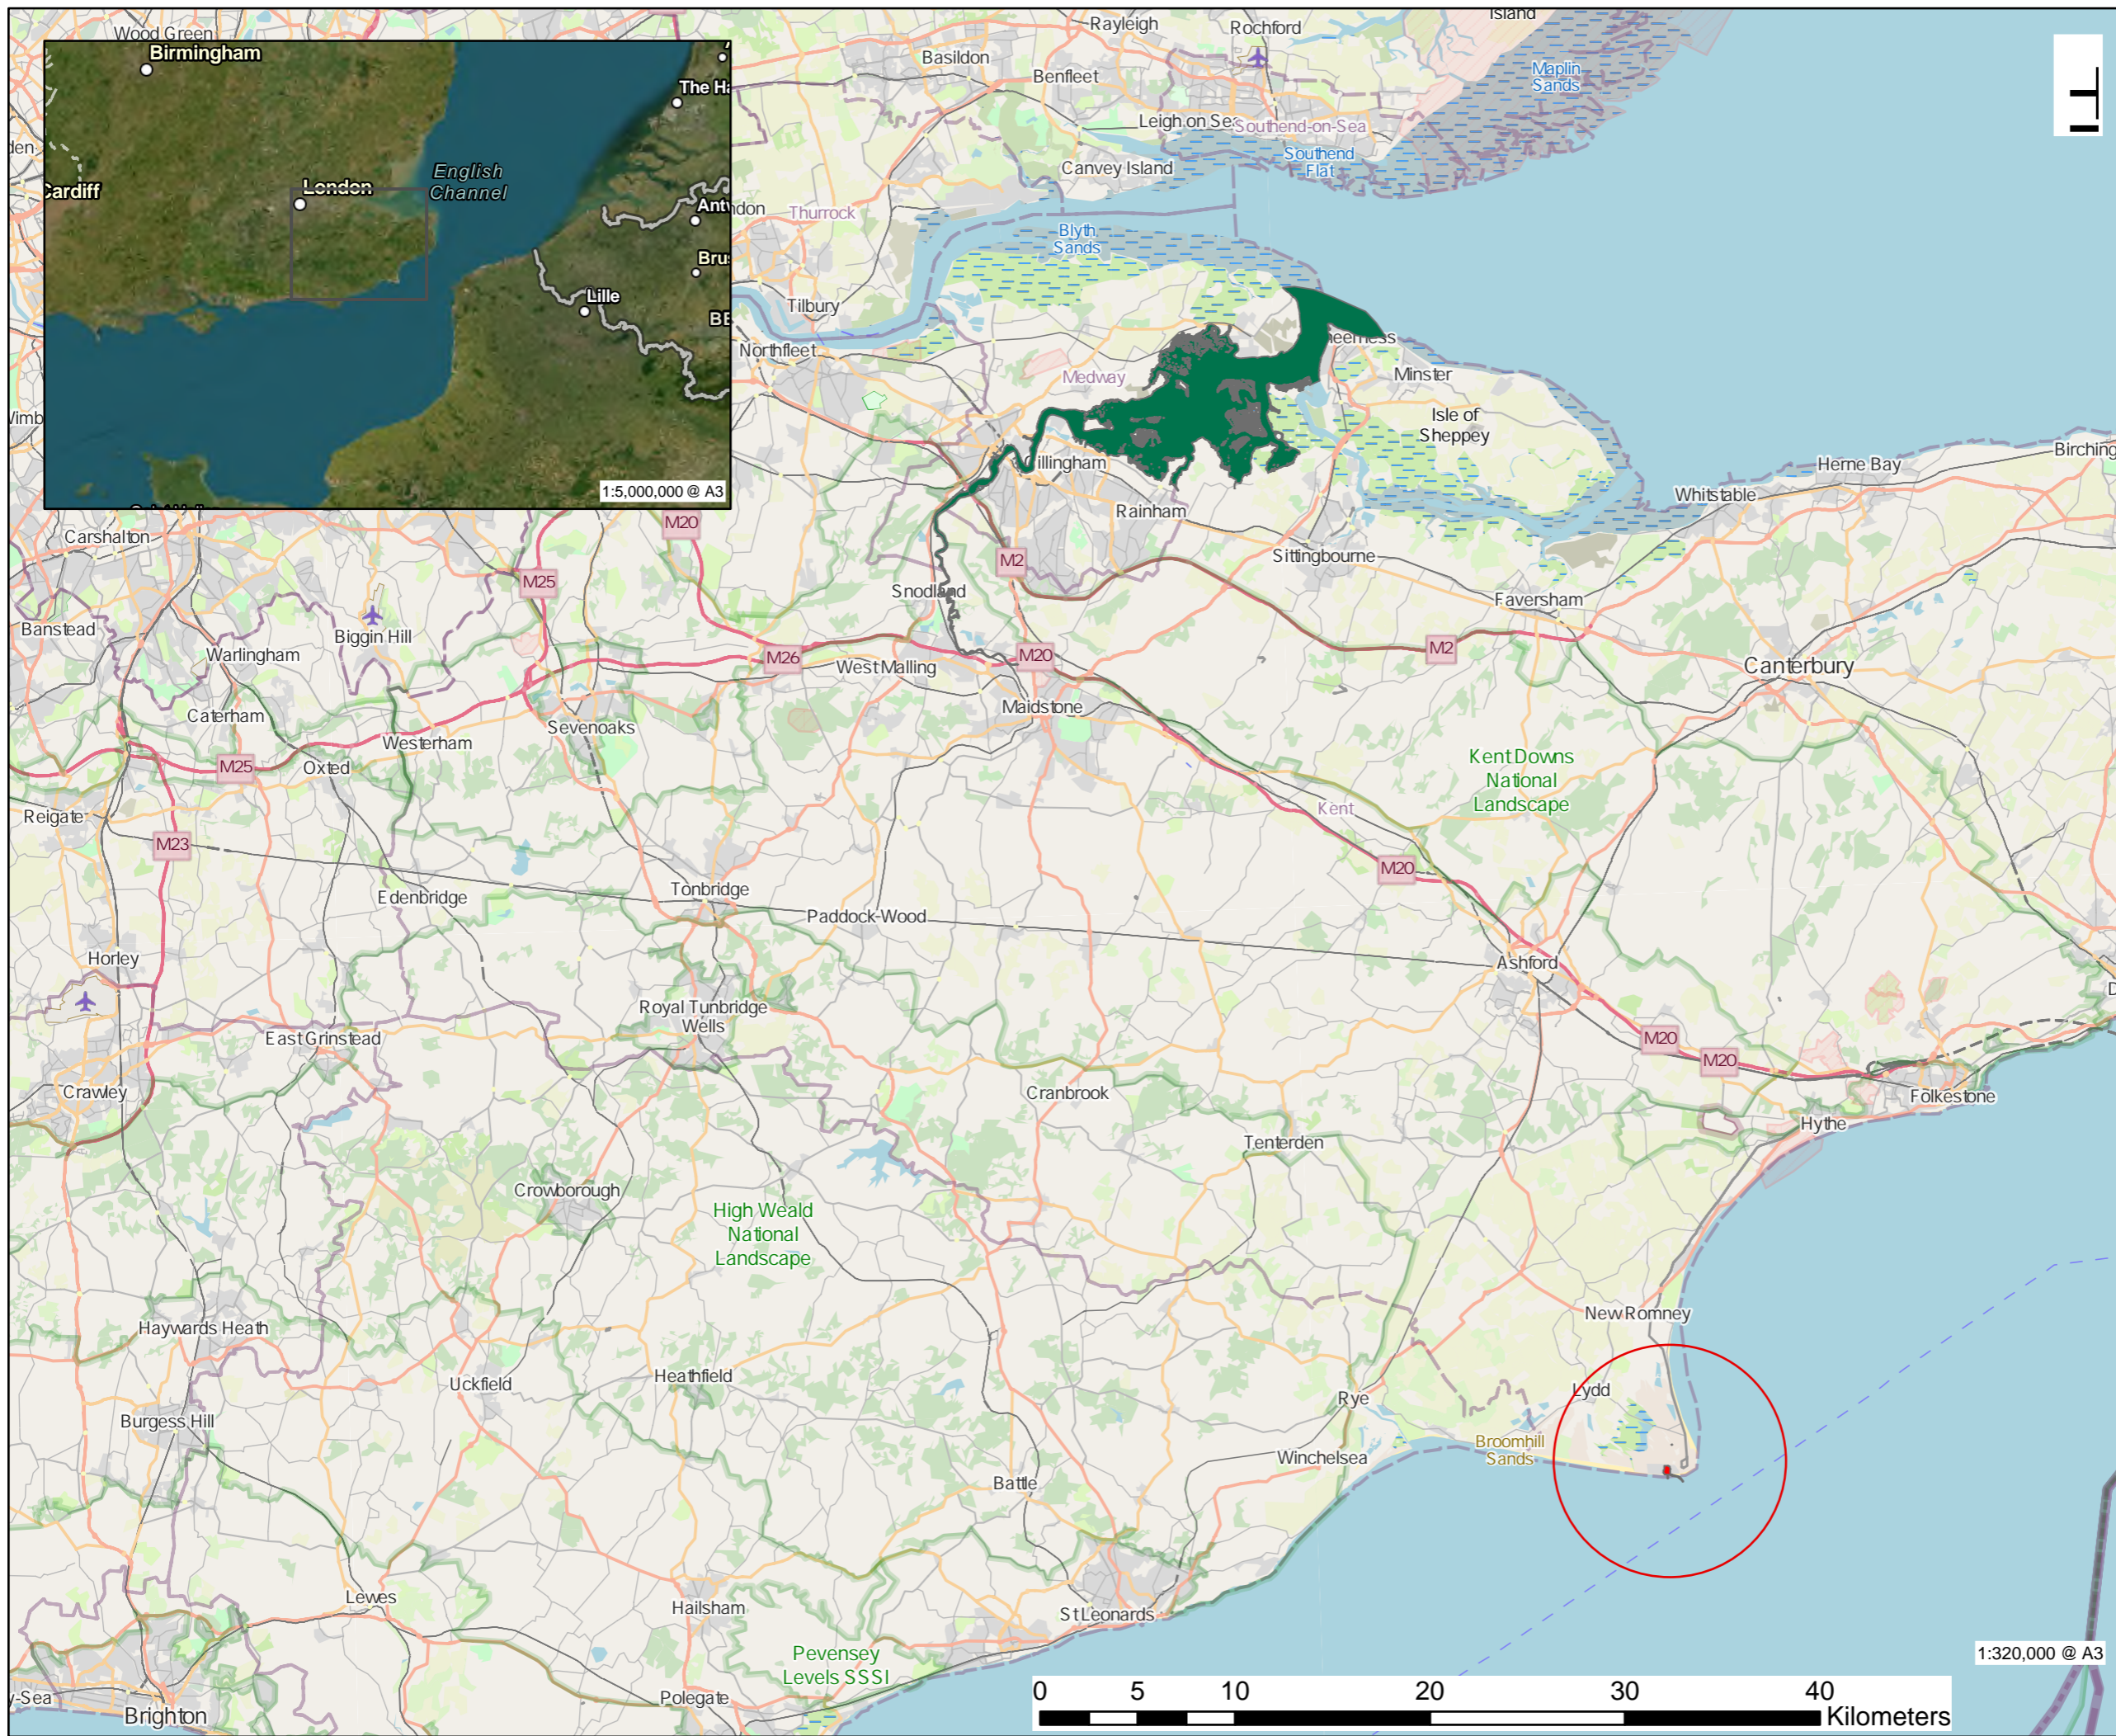 Wood Green
Rayleigh
Rochford
Island
Birmingham
Basildon
Benfleet
Maplin
Sands
The Ha
Leigh on Sea
Southend-on-Sea
Southend
Flat
Canvey Island
English
Channel
Cardiff
London
Antw
Thurrock
Blyth
Sands
Brus
Lille
BE
Tilbury
Northfleet
Medway
Minster
Isle of
Sheppey
1:5,000,000 @ A3
Gillingham
Herne Bay
Birching
Whitstable
Rainham
Carshalton
M20
M25
M2
Sittingbourne
Snodland
Faversham
Banstead
Biggin Hill
Warlingham
M26
West Malling
M20
M2
Canterbury
Maidstone
Caterham
Westerham
Sevenoaks
M25
Oxted
Kent Downs
National
Landscape
Kent
Reigate
M23
M20
Edenbridge
Tonbridge
Paddock-Wood
Horley
Ashford
Royal Tunbridge
Wells
East Grinstead
M20
M20
Crawley
Cranbrook
Folkestone
Hythe
Tenterden
Crowborough
High Weald
National
Landscape
New Romney
Haywards Heath
Heathfield
Uckfield
Lydd
Rye
Burgess Hill
Broomhill
Sands
Winchelsea
Battle
Lewes
Hailsham
St Leonards
Pevensey
Levels SSSI
1:320,000 @ A3
Polegate
y-Sea
Brighton
0 5 10 20 30 40
Kilometers